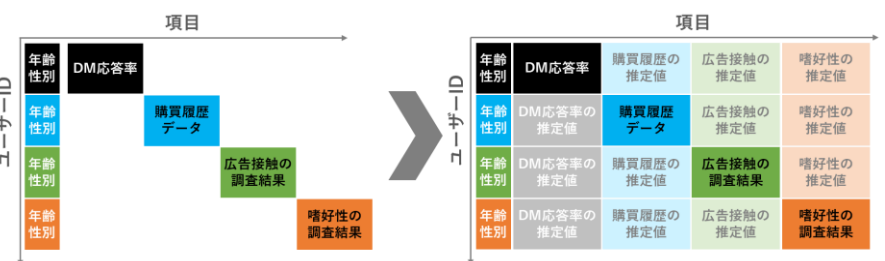 項目
ユーザーID
年齢
性別
DM応答率
年齢
性別
購買履歴
データ
年齢
性別
広告接触の
調査結果
年齢
性別
嗜好性の
調査結果
項目
ユーザーID
年齢
性別
DM応答率
購買履歴の
推定値
広告接触の
推定値
嗜好性の
推定値
年齢
性別
DM応答率の
推定値
購買履歴
データ
広告接触の
推定値
嗜好性の
推定値
年齢
性別
DM応答率の
推定値
購買履歴の
推定値
広告接触の
調査結果
嗜好性の
推定値
年齢
性別
DM応答率の
推定値
購買履歴の
推定値
広告接触の
推定値
嗜好性の
調査結果